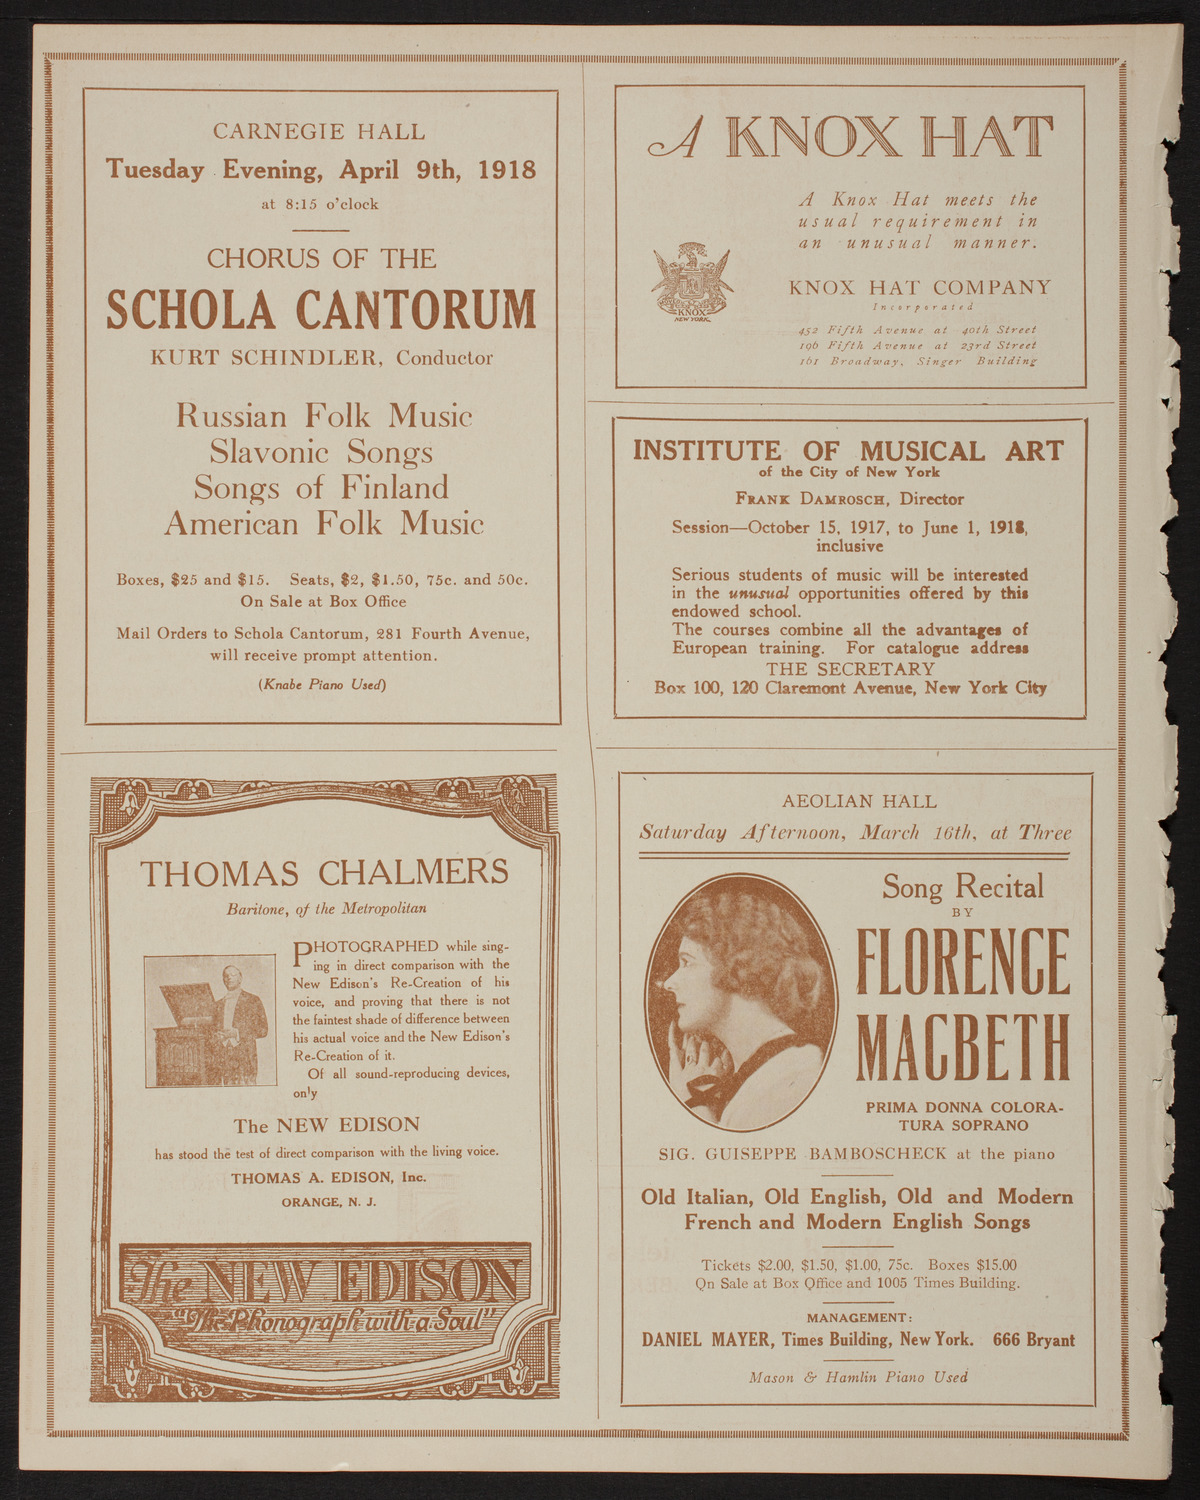 CARNEGIE HALL
Tuesday Evening, April 9th, 1918
at 8:15 o'clock
CHORUS OF THE
SCHOLA CANTORUM
KURT SCHINDLER, Conductor
Russian Folk Music
Slavonic Songs
Songs of Finland
American Folk Music
Boxes, $25 and $15. Seats, $2, $1.50, 75c. and 50c.
On Sale at Box Office
Mail Orders to Schola Cantorum, 281 Fourth Avenue,
will receive prompt attention.
(Knabe Piano Used)
A KNOX HAT
A Knox Hat meets the
usual requirement in
an unusual manner.
KNOX
NEW YORK.
KNOX HAT COMPANY
Incorporated
452 Fifth Avenue at 40th Street
196 Fifth Avenue at 23rd Street
161 Broadway, Singer Building
INSTITUTE OF MUSICAL ART
of the City of New York
FRANK DAMROSCH, Director
Session—October 15, 1917, to June 1, 1918,
inclusive
Serious students of music will be interested
in the unusual opportunities offered by this
endowed school.
The courses combine all the advantages of
European training. For catalogue address
THE SECRETARY
Box 100, 120 Claremont Avenue, New York City
THOMAS CHALMERS
Baritone, of the Metropolitan
PHOTOGRAPHED while sing-
ing in direct comparison with the
New Edison's Re-Creation of his
voice, and proving that there is not
the faintest shade of difference between
his actual voice and the New Edison's
Re-Creation of it.
Of all sound-reproducing devices,
only
The NEW EDISON
has stood the test of direct comparison with the living voice.
THOMAS A. EDISON, Inc.
ORANGE, N. J.
The NEW EDISON
"The Phonograph with a Soul"
AEOLIAN HALL
Saturday Afternoon, March 16th, at Three
Song Recital
BY
FLORENCE
MACBETH
PRIMA DONNA COLORA-
TURA SOPRANO
SIG. GUISEPPE BAMBOSCHECK at the piano
Old Italian, Old English, Old and Modern
French and Modern English Songs
Tickets $2.00, $1.50, $1.00, 75c. Boxes $15.00
On Sale at Box Office and 1005 Times Building.
MANAGEMENT:
DANIEL MAYER, Times Building, New York. 666 Bryant
Mason & Hamlin Piano Used